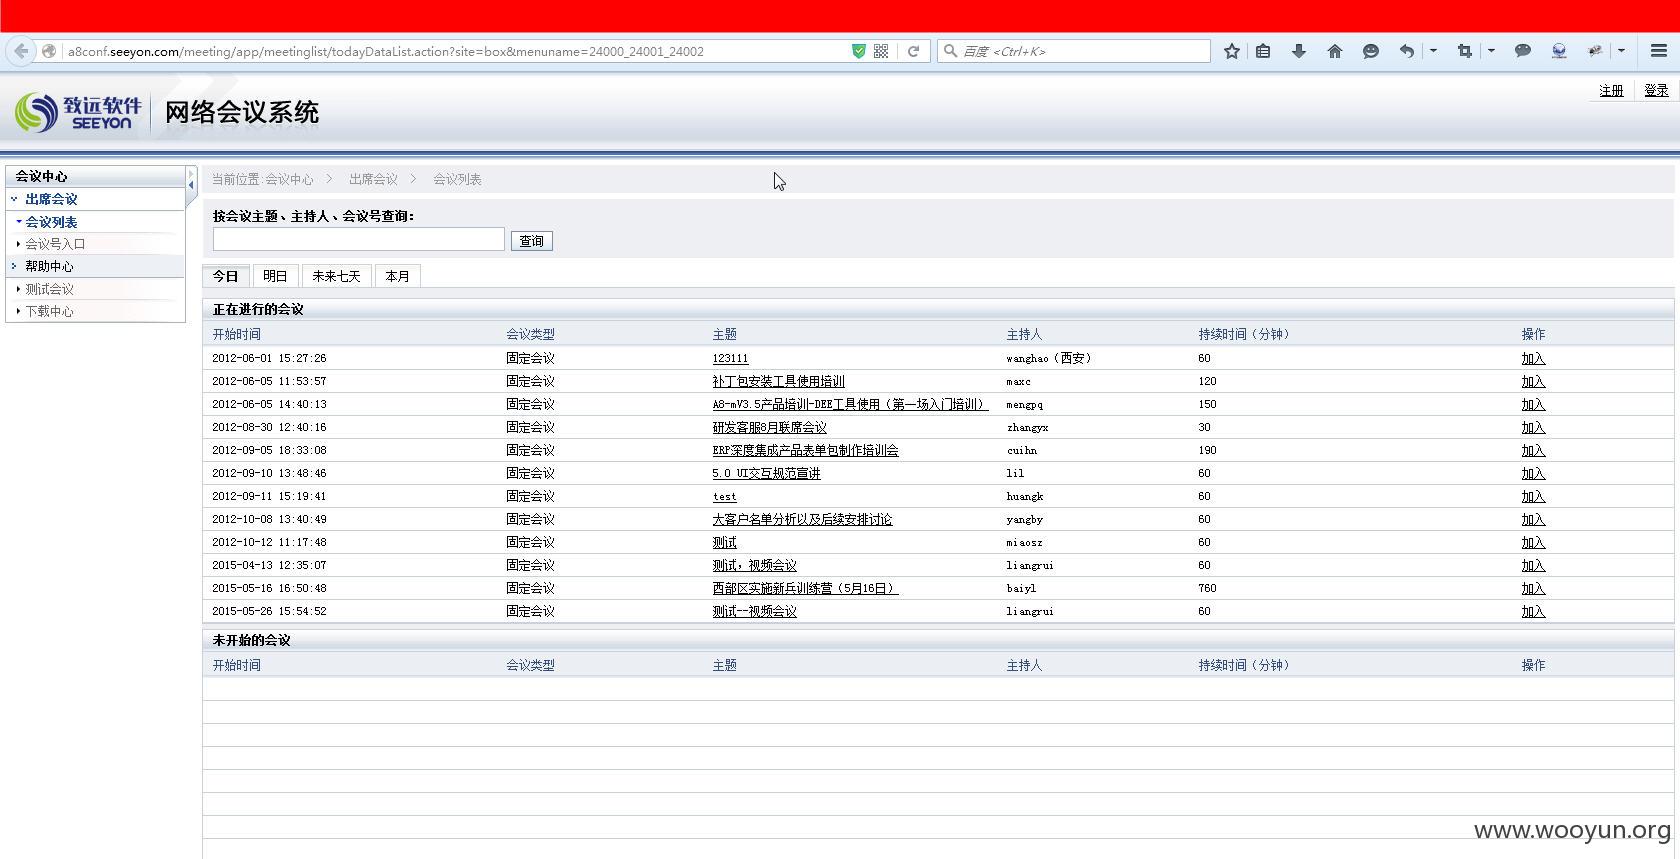 a8conf.seeyon.com/meeting/app/meetinglist/todayDataList.action?site=box&menuname=24000_24001_24002
百度 <Ctrl+K>
注册 登录
致远软件 SEEYON 网络会议系统
会议中心
出席会议
会议列表
会议号入口
帮助中心
测试会议
下载中心
当前位置:会议中心 > 出席会议 > 会议列表
按会议主题、主持人、会议号查询:
查询
今日 明日 未来七天 本月
正在进行的会议
开始时间 会议类型 主题 主持人 持续时间（分钟） 操作
2012-06-01 15:27:26 固定会议 123111 wanghao（西安） 60 加入
2012-06-05 11:53:57 固定会议 补丁包安装工具使用培训 maxc 120 加入
2012-06-05 14:40:13 固定会议 A8-mV3.5产品培训-DEE工具使用（第一场入门培训） mengpq 150 加入
2012-08-30 12:40:16 固定会议 研发客服8月联席会议 zhangyx 30 加入
2012-09-05 18:33:08 固定会议 ERP深度集成产品表单包制作培训会 cuihn 190 加入
2012-09-10 13:48:46 固定会议 5.0 UI交互规范宣讲 lil 60 加入
2012-09-11 15:19:41 固定会议 test huangk 60 加入
2012-10-08 13:40:49 固定会议 大客户名单分析以及后续安排讨论 yangby 60 加入
2012-10-12 11:17:48 固定会议 测试 miaosz 60 加入
2015-04-13 12:35:07 固定会议 测试，视频会议 liangrui 60 加入
2015-05-16 16:50:48 固定会议 西部区实施新兵训练营（5月16日） baiyl 760 加入
2015-05-26 15:54:52 固定会议 测试--视频会议 liangrui 60 加入
未开始的会议
开始时间 会议类型 主题 主持人 持续时间（分钟） 操作
www.wooyun.org